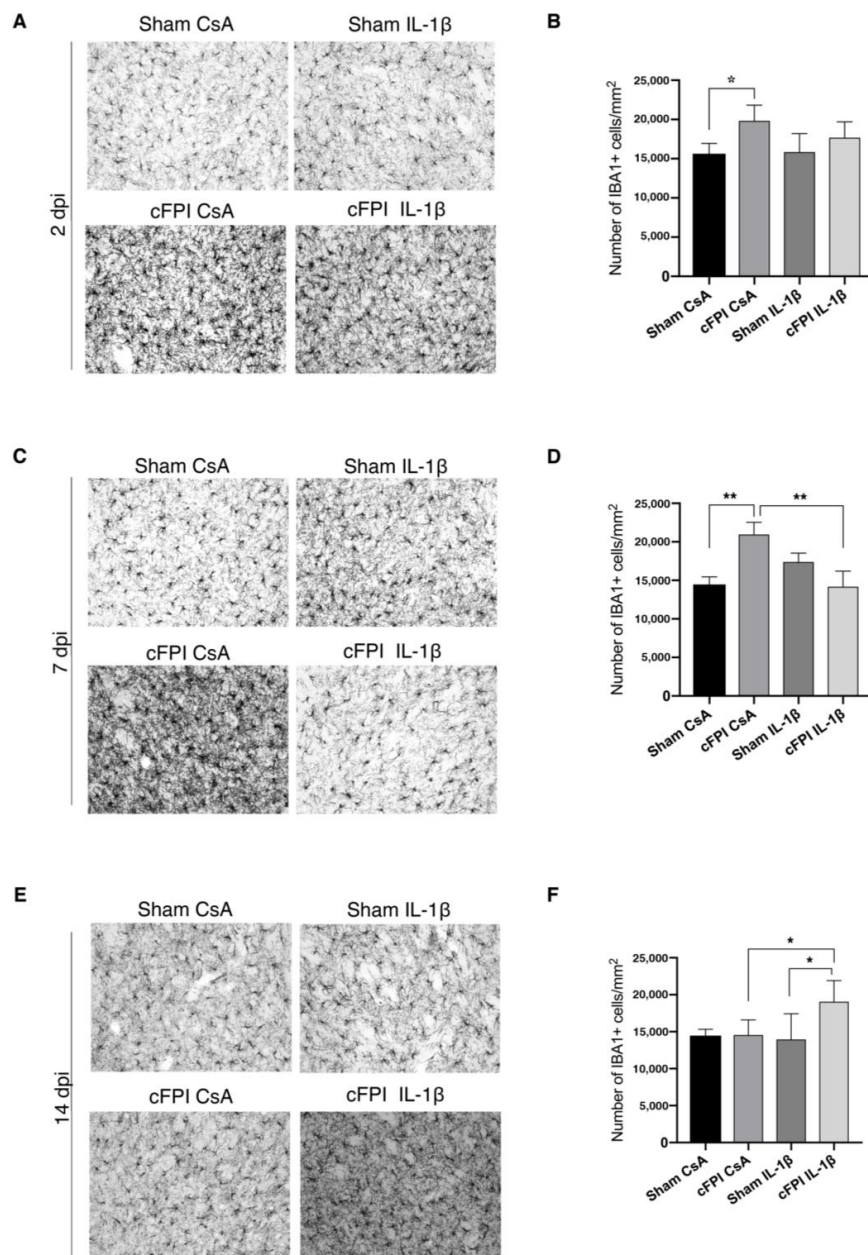 A
Sham CsA
Sham IL-1β
2 dpi
cFPI CsA
cFPI IL-1β
B
Number of IBA1+ cells/mm2
25,000
20,000
15,000
10,000
5,000
0
*
Sham CsA
cFPI CsA
Sham IL-1β
cFPI IL-1β
C
Sham CsA
Sham IL-1β
7 dpi
cFPI CsA
cFPI IL-1β
D
Number of IBA1+ cells/mm2
25,000
20,000
15,000
10,000
5,000
0
**
**
Sham CsA
cFPI CsA
Sham IL-1β
cFPI IL-1β
E
Sham CsA
Sham IL-1β
14 dpi
cFPI CsA
cFPI IL-1β
F
Number of IBA1+ cells/mm2
25,000
20,000
15,000
10,000
5,000
0
*
*
Sham CsA
cFPI CsA
Sham IL-1β
cFPI IL-1β